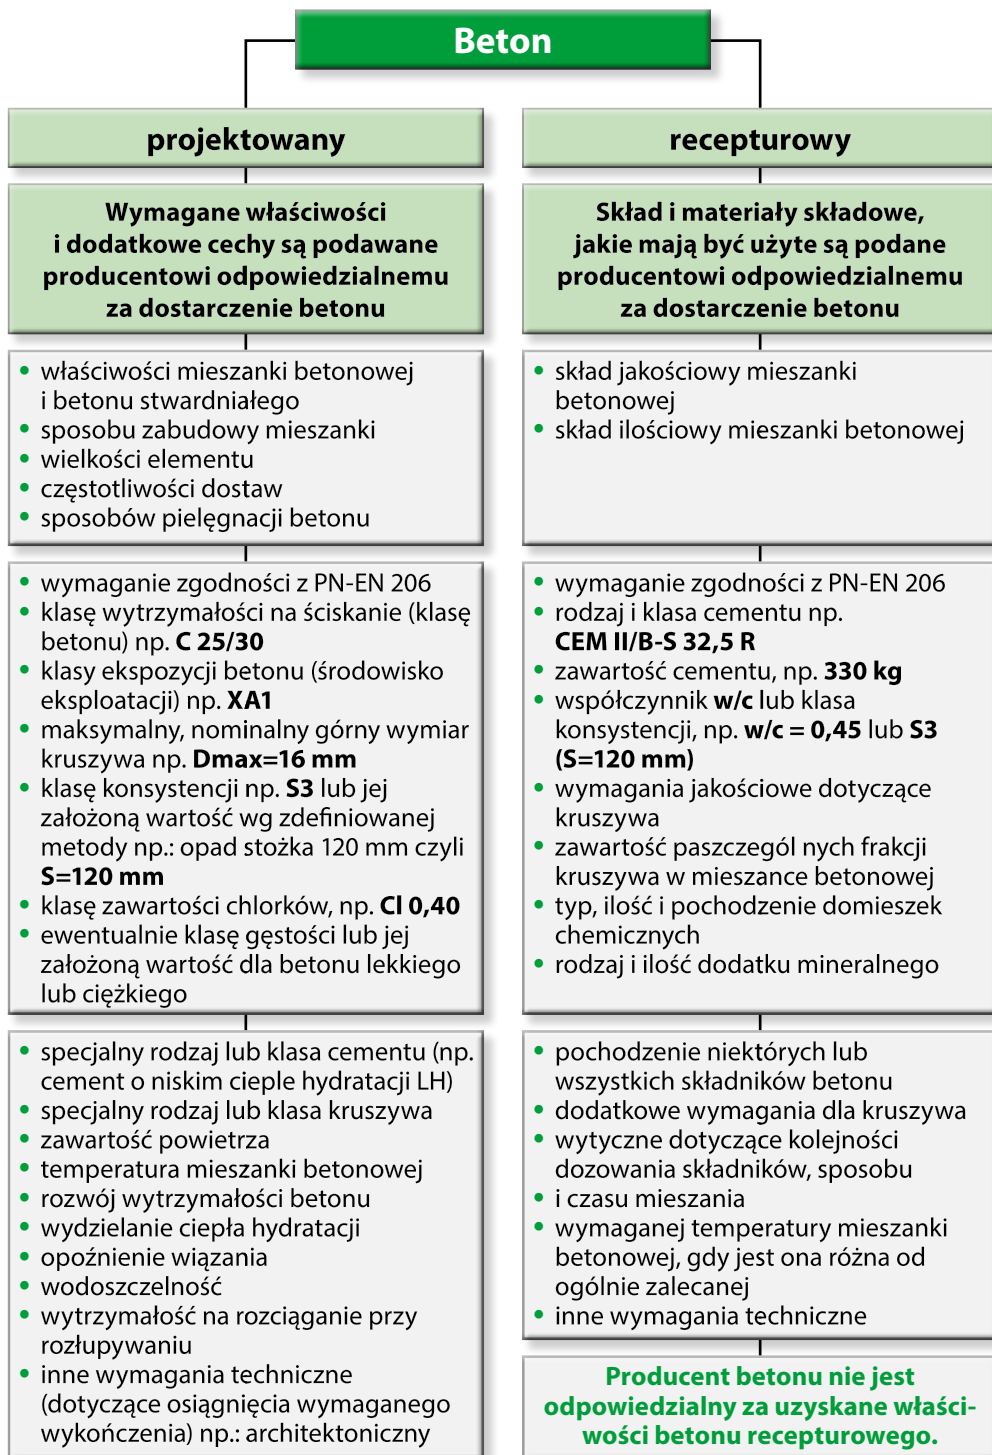 Beton
projektowany
Wymagane właściwości
i dodatkowe cechy są podawane
producentowi odpowiedzialnemu
za dostarczenie betonu
• właściwości mieszanki betonowej
i betonu stwardniałego
• sposobu zabudowy mieszanki
• wielkości elementu
• częstotliwości dostaw
• sposobów pielęgnacji betonu
• wymaganie zgodności z PN-EN 206
• klasę wytrzymałości na ściskanie (klasę
betonu) np. C 25/30
• klasy ekspozycji betonu (środowisko
eksploatacji) np. XA1
• maksymalny, nominalny górny wymiar
kruszywa np. Dmax=16 mm
• klasę konsystencji np. S3 lub jej
założoną wartość wg zdefiniowanej
metody np.: opad stożka 120 mm czyli
S=120 mm
• klasę zawartości chlorków, np. Cl 0,40
• ewentualnie klasę gęstości lub jej
założoną wartość dla betonu lekkiego
lub ciężkiego
• specjalny rodzaj lub klasa cementu (np.
cement o niskim cieple hydratacji LH)
• specjalny rodzaj lub klasa kruszywa
• zawartość powietrza
• temperatura mieszanki betonowej
• rozwój wytrzymałości betonu
• wydzielanie ciepła hydratacji
• opoźnienie wiązania
• wodoszczelność
• wytrzymałość na rozciąganie przy
rozłupywaniu
• inne wymagania techniczne
(dotyczące osiągnięcia wymaganego
wykończenia) np.: architektoniczny
recepturowy
Skład i materiały składowe,
jakie mają być użyte są podane
producentowi odpowiedzialnemu
za dostarczenie betonu
• skład jakościowy mieszanki
betonowej
• skład ilościowy mieszanki betonowej
• wymaganie zgodności z PN-EN 206
• rodzaj i klasa cementu np.
CEM II/B-S 32,5 R
• zawartość cementu, np. 330 kg
• współczynnik w/c lub klasa
konsystencji, np. w/c = 0,45 lub S3
(S=120 mm)
• wymagania jakościowe dotyczące
kruszywa
• zawartość paszczegól nych frakcji
kruszywa w mieszance betonowej
• typ, ilość i pochodzenie domieszek
chemicznych
• rodzaj i ilość dodatku mineralnego
• pochodzenie niektórych lub
wszystkich składników betonu
• dodatkowe wymagania dla kruszywa
• wytyczne dotyczące kolejności
dozowania składników, sposobu
• i czasu mieszania
• wymaganej temperatury mieszanki
betonowej, gdy jest ona różna od
ogólnie zalecanej
• inne wymagania techniczne
Producent betonu nie jest
odpowiedzialny za uzyskane właści-
wości betonu recepturowego.